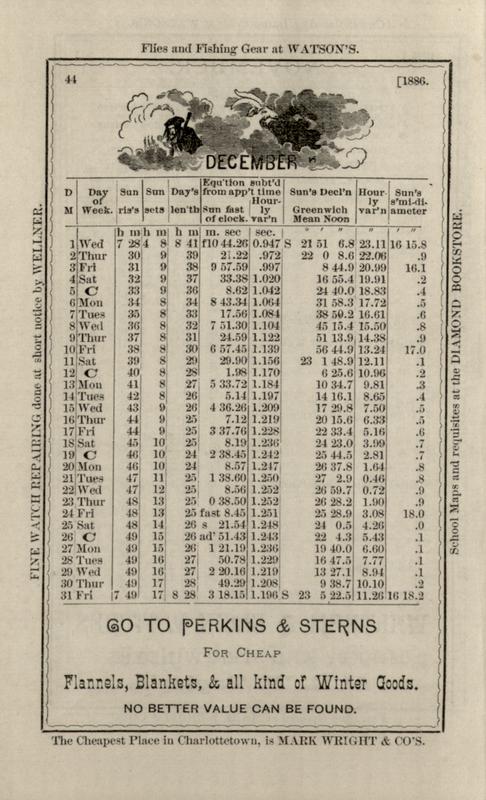 Flies and Fishing Gear at WATSON'S.
44 [1886.
DECEMBER
D M | Day of Week. | Sun ris's | Sun sets | Day's len'th | Equ'tion subt'd from app't time Sun fast of clock. Hour-ly var'n | Sun's Decl'n Greenwich Mean Noon | Hour-ly var'n | Sun's s'mi-di-ameter
h m h m h m m. sec sec. ° ' " " ' "
1 Wed 7 28 4 8 8 41 f10 44.26 0.947 S 21 51 6.8 23.11 16 15.8
2 Thur 30 9 39 21.22 .972 22 0 8.6 22.06 .9
3 Fri 31 9 38 9 57.59 .997 8 44.9 20.99 16.1
4 Sat 32 9 37 33.38 1.020 16 55.4 19.91 .2
5 C 33 9 36 8.62 1.042 24 40.0 18.83 .4
6 Mon 34 8 34 8 43.34 1.064 31 58.3 17.72 .5
7 Tues 35 8 33 17.56 1.084 38 50.2 16.61 .6
8 Wed 36 8 32 7 51.30 1.104 45 15.4 15.50 .8
9 Thur 37 8 31 24.59 1.122 51 13.9 14.38 .9
10 Fri 38 8 30 6 57.45 1.139 56 44.9 13.24 17.0
11 Sat 39 8 29 29.90 1.156 23 1 48.9 12.11 .1
12 C 40 8 28 1.98 1.170 6 25.6 10.96 .2
13 Mon 41 8 27 5 33.72 1.184 10 34.7 9.81 .3
14 Tues 42 8 26 5.14 1.197 14 16.1 8.65 .4
15 Wed 43 9 26 4 36.26 1.209 17 29.8 7.50 .5
16 Thur 44 9 25 7.12 1.219 20 15.6 6.33 .5
17 Fri 44 9 25 3 37.76 1.228 22 33.4 5.16 .6
18 Sat 45 10 25 8.19 1.236 24 23.0 3.99 .7
19 C 46 10 24 2 38.45 1.242 25 44.5 2.81 .7
20 Mon 46 10 24 8.57 1.247 26 37.8 1.64 .8
21 Tues 47 11 25 1 38.60 1.250 27 2.9 0.46 .8
22 Wed 47 12 25 8.56 1.252 26 59.7 0.72 .9
23 Thur 48 13 25 0 38.50 1.252 26 28.2 1.90 .9
24 Fri 48 13 25 fast 8.45 1.251 25 28.9 3.08 18.0
25 Sat 48 14 26 s 21.54 1.248 24 0.5 4.26 .0
26 C 49 15 26 ad' 51.43 1.243 22 4.3 5.43 .1
27 Mon 49 15 26 1 21.19 1.236 19 40.0 6.60 .1
28 Tues 49 16 27 50.78 1.229 16 47.5 7.77 .1
29 Wed 49 16 27 2 20.16 1.219 13 27.1 8.94 .1
30 Thur 49 17 28 49.29 1.208 9 38.7 10.10 .2
31 Fri 7 49 17 8 28 3 18.15 1.196 S 23 5 22.5 11.26 16 18.2
GO TO PERKINS & STERNS
FOR CHEAP
Flannels, Blankets, & all kind of Winter Goods.
NO BETTER VALUE CAN BE FOUND.
The Cheapest Place in Charlottetown, is MARK WRIGHT & CO'S.
FINE WATCH REPAIRING done at short notice by WELLNER.
School Maps and requisites at the DIAMOND BOOKSTORE.